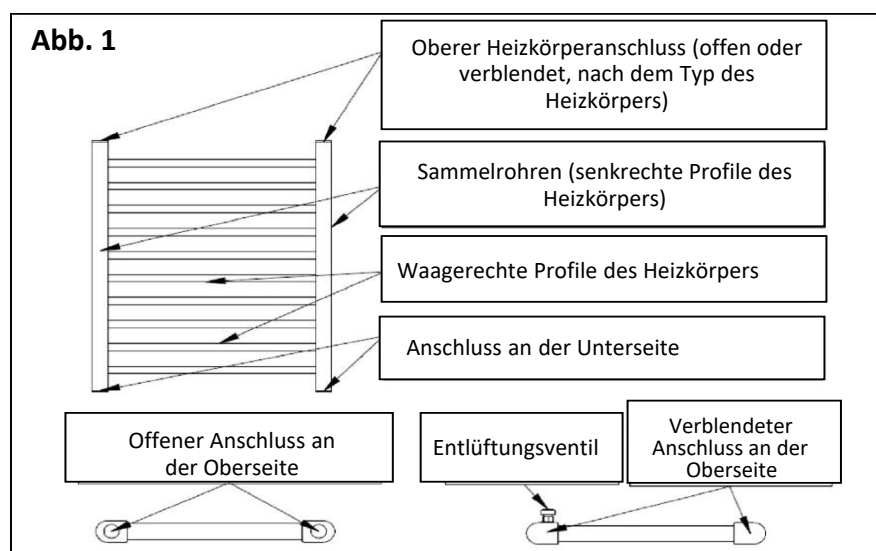 Abb. 1
Oberer Heizkörperanschluss (offen oder
verblendet, nach dem Typ des
Heizkörpers)
Sammelrohren (senkrechte Profile des
Heizkörpers)
Waagerechte Profile des Heizkörpers
Anschluss an der Unterseite
Offener Anschluss an
der Oberseite
Entlüftungsventil
Verblendeter
Anschluss an der
Oberseite